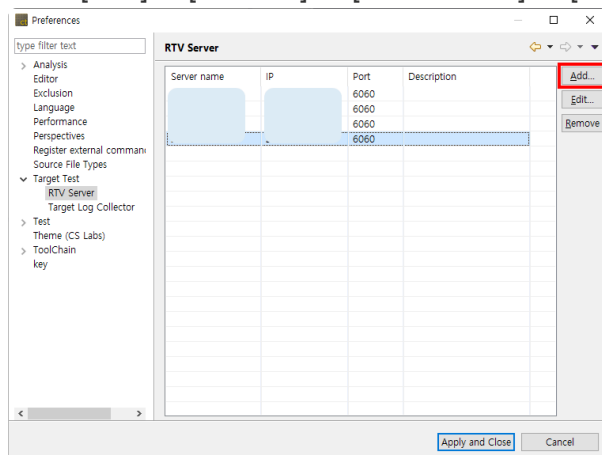 Preferences
type filter text
RTV Server
Analysis
Editor
Exclusion
Language
Performance
Perspectives
Register external comman
Source File Types
Target Test
RTV Server
Target Log Collector
Test
Theme (CS Labs)
ToolChain
key
Server name IP Port Description
6060
6060
6060
6060
Add...
Edit...
Remove
Apply and Close Cancel